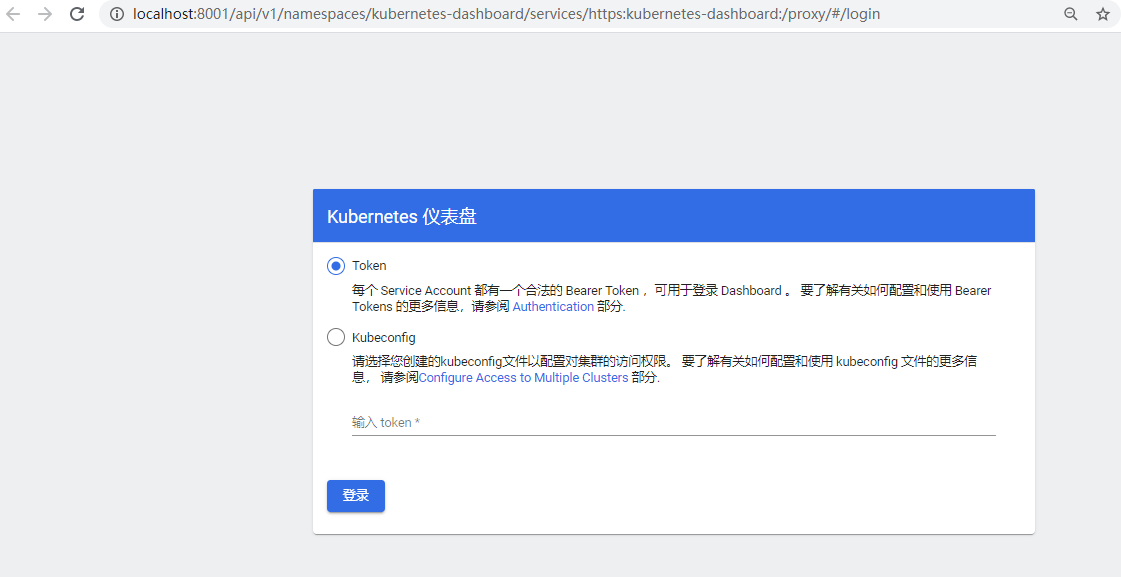 localhost:8001/api/v1/namespaces/kubernetes-dashboard/services/https:kubernetes-dashboard:/proxy/#/login
Kubernetes 仪表盘
Token
每个 Service Account 都有一个合法的 Bearer Token ，可用于登录 Dashboard 。 要了解有关如何配置和使用 Bearer
Tokens 的更多信息，请参阅 Authentication 部分.
Kubeconfig
请选择您创建的kubeconfig文件以配置对集群的访问权限。 要了解有关如何配置和使用 kubeconfig 文件的更多信
息， 请参阅Configure Access to Multiple Clusters 部分.
输入 token *
登录